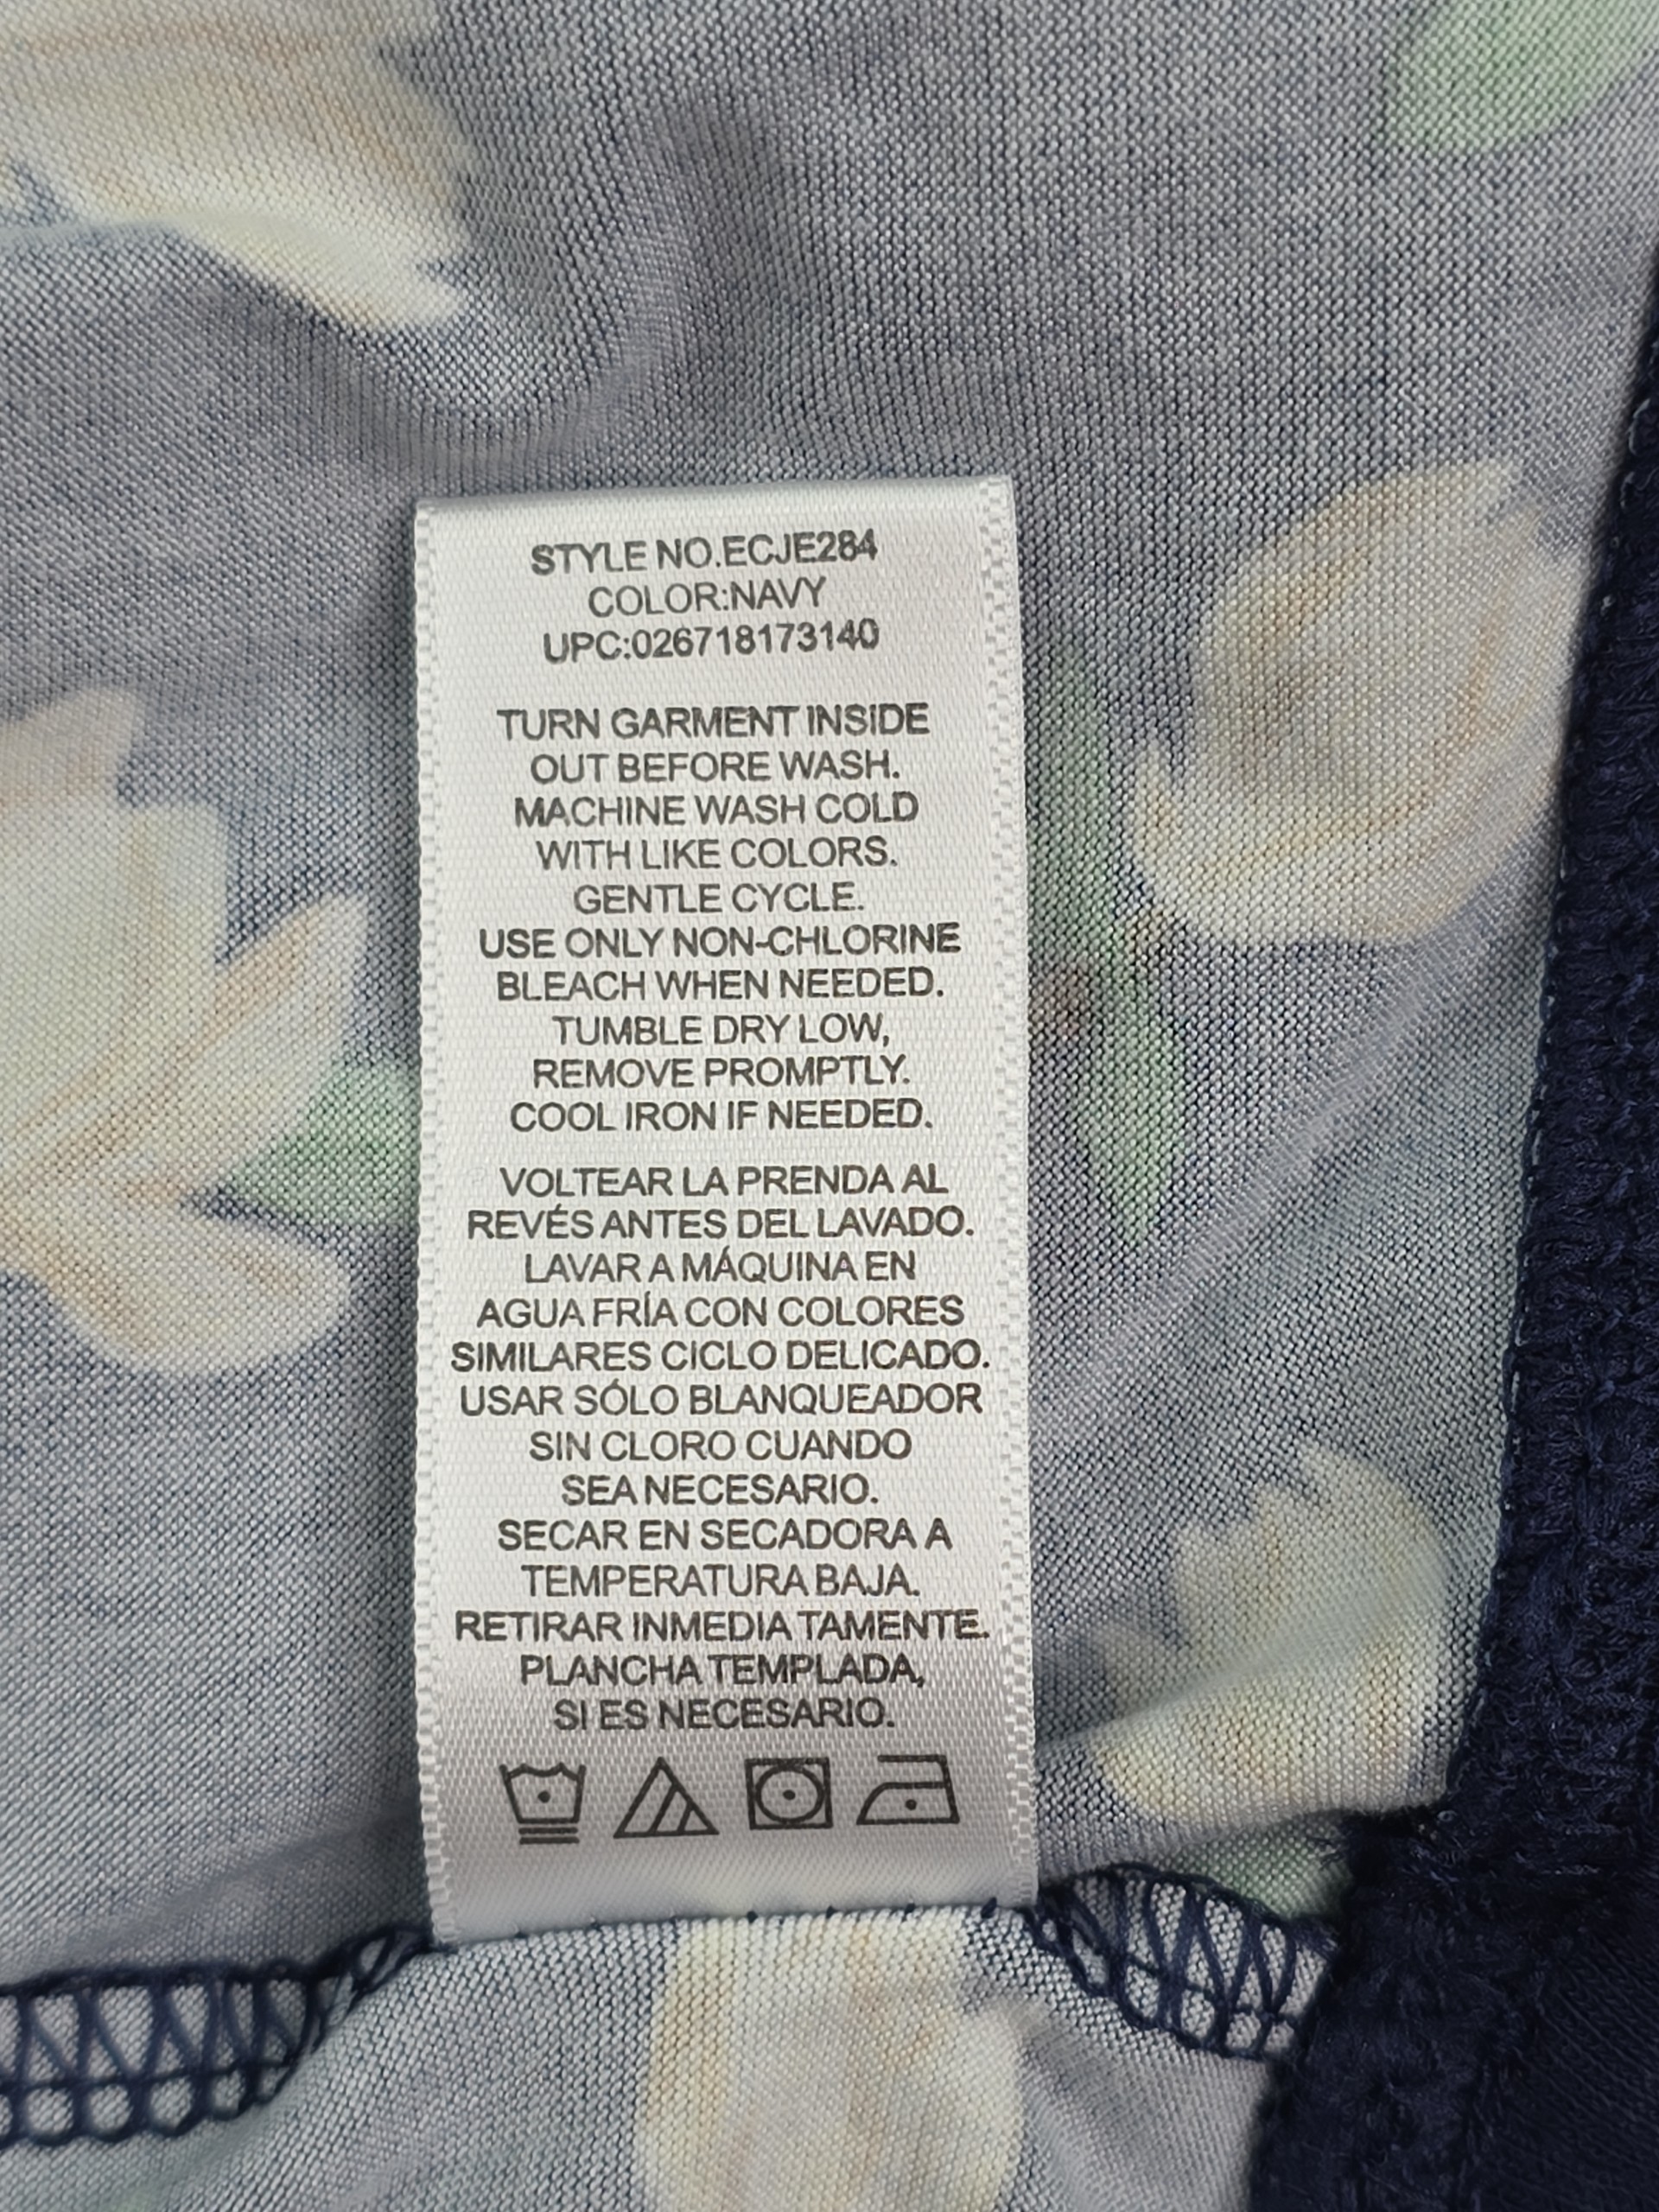 STYLE NO.ECJE284
COLOR:NAVY
UPC:026718173140
TURN GARMENT INSIDE
OUT BEFORE WASH.
MACHINE WASH COLD
WITH LIKE COLORS.
GENTLE CYCLE.
USE ONLY NON-CHLORINE
BLEACH WHEN NEEDED.
TUMBLE DRY LOW,
REMOVE PROMPTLY.
COOL IRON IF NEEDED.
VOLTEAR LA PRENDA AL
REVÉS ANTES DEL LAVADO.
LAVAR A MÁQUINA EN
AGUA FRÍA CON COLORES
SIMILARES CICLO DELICADO.
USAR SÓLO BLANQUEADOR
SIN CLORO CUANDO
SEA NECESARIO.
SECAR EN SECADORA A
TEMPERATURA BAJA.
RETIRAR INMEDIATAMENTE.
PLANCHA TEMPLADA,
SI ES NECESARIO.